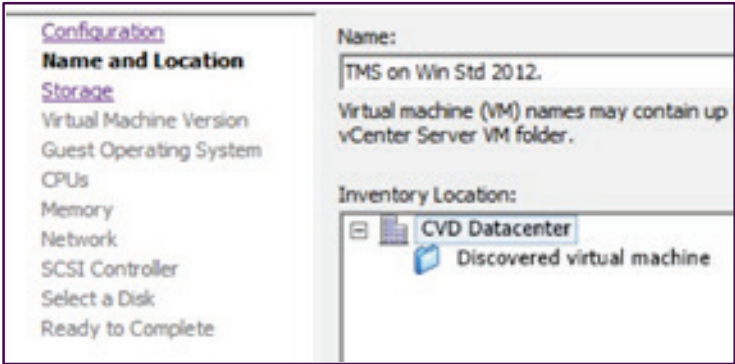 Configuration
Name and Location
Storage
Virtual Machine Version
Guest Operating System
CPUs
Memory
Network
SCSI Controller
Select a Disk
Ready to Complete
Name:
TMS on Win Std 2012.
Virtual machine (VM) names may contain up
vCenter Server VM folder.
Inventory Location:
CVD Datacenter
Discovered virtual machine